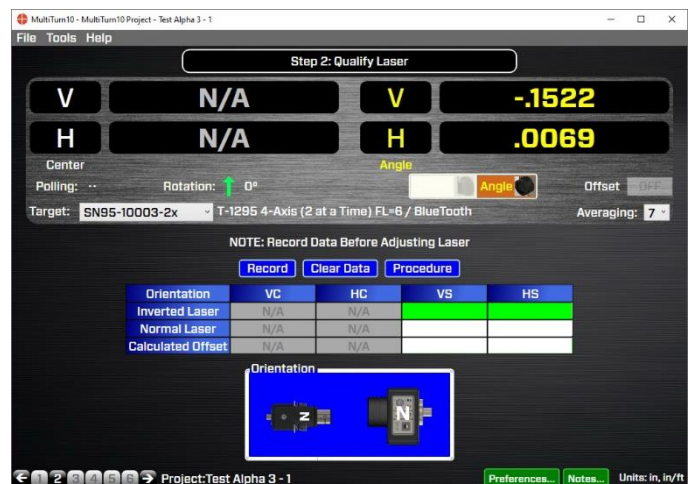 MultiTurn10 - MultiTurn10 Project - Test Alpha 3 - 1
File Tools Help
Step 2: Qualify Laser
V N/A V -.1522
H N/A H .0069
Center Angle
Polling: -- Rotation: 0° Angle Offset OFF
Target: SN95-10003-2x T-1295 4-Axis (2 at a Time) FL=6 / BlueTooth Averaging: 7
NOTE: Record Data Before Adjusting Laser
Record Clear Data Procedure
Orientation VC HC VS HS
Inverted Laser N/A N/A
Normal Laser N/A N/A
Calculated Offset N/A N/A
Orientation
N N
1 2 3 4 5 6 Project:Test Alpha 3 - 1 Preferences... Notes... Units: in, in/ft